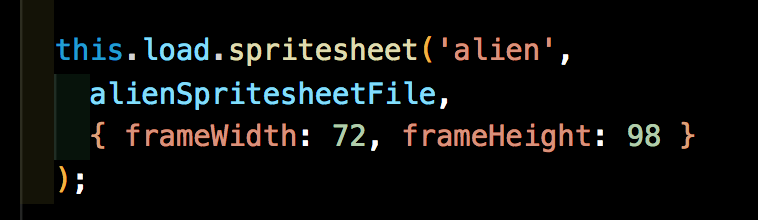 this.load.spritesheet('alien',
  alienSpritesheetFile,
  { frameWidth: 72, frameHeight: 98 }
);